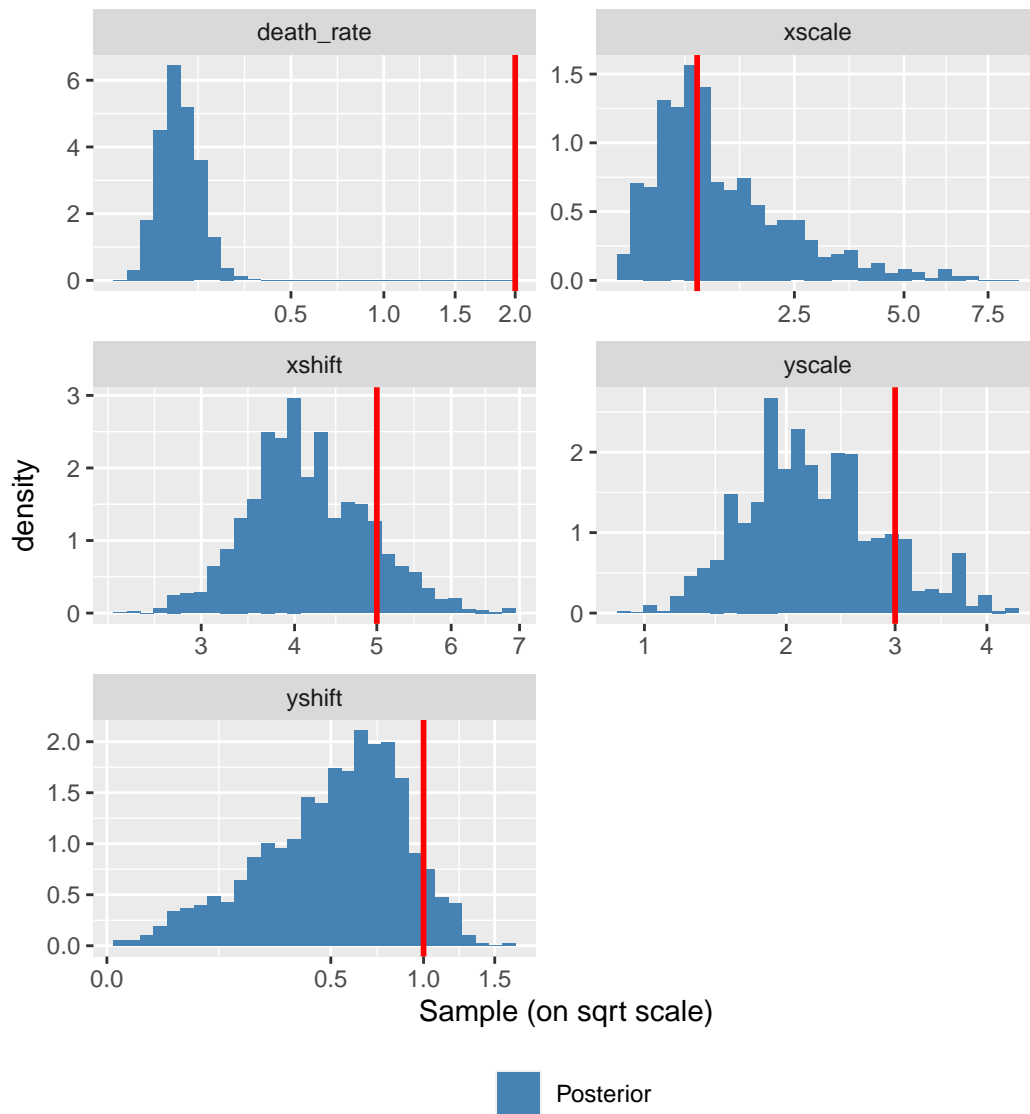 death_rate
xscale
6
4
2
0
1.5
1.0
0.5
0.0
0.5 1.0 1.5 2.0
2.5 5.0 7.5
xshift
yscale
3
2
1
0
2
1
0
3 4 5 6 7
1 2 3 4
yshift
2.0
1.5
1.0
0.5
0.0
0.0 0.5 1.0 1.5
density
Sample (on sqrt scale)
Posterior